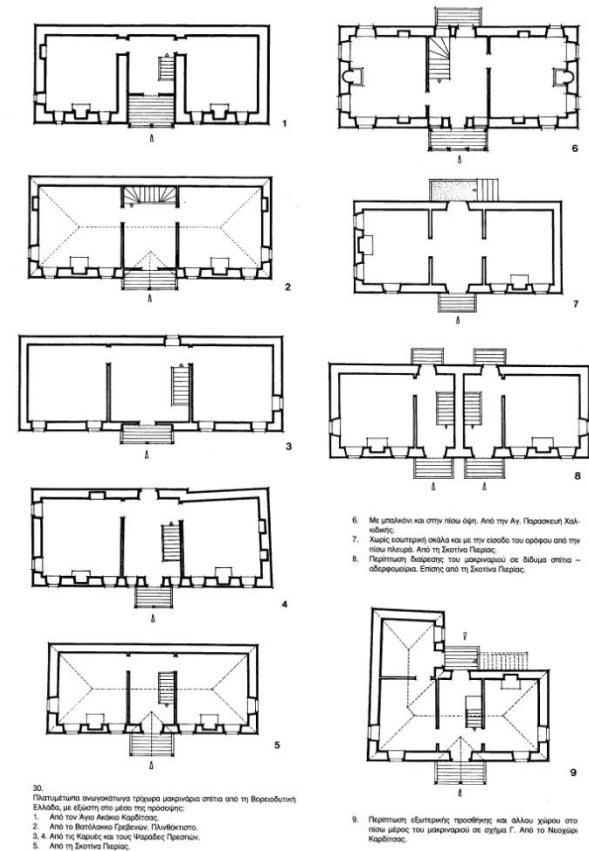 1
2
3
4
5
30.
Πλατυμέτωπα ανωγοκάτωγα τρίχωρα μακρινάρια σπίτια από τη Βορειοδυτική
Ελλάδα, με εξώστη στο μέσο της πρόσοψης:
1. Από τον Άγιο Ακάκιο Καρδίτσας.
2. Από το Βατόλακκο Γρεβενών. Πλινθόκτιστο.
3, 4. Από τις Καρυές και τους Ψαράδες Πρεσπών.
5. Από τη Σκοτίνα Πιερίας.
6
7
8
6. Με μπαλκόνι και στην πίσω όψη. Από την Αγ. Παρασκευή Χαλ-
κιδικής.
7. Χωρίς εσωτερική σκάλα και με την είσοδο του ορόφου από την
πίσω πλευρά. Από τη Σκοτίνα Πιερίας.
8. Περίπτωση διαίρεσης του μακριναριού σε δίδυμα σπίτια –
αδερφομοίρια. Επίσης από τη Σκοτίνα Πιερίας.
9
9. Περίπτωση εξωτερικής προσθήκης και άλλου χώρου στο
πίσω μέρος του μακριναριού σε σχήμα Γ. Από το Νεοχώρι
Καρδίτσας.